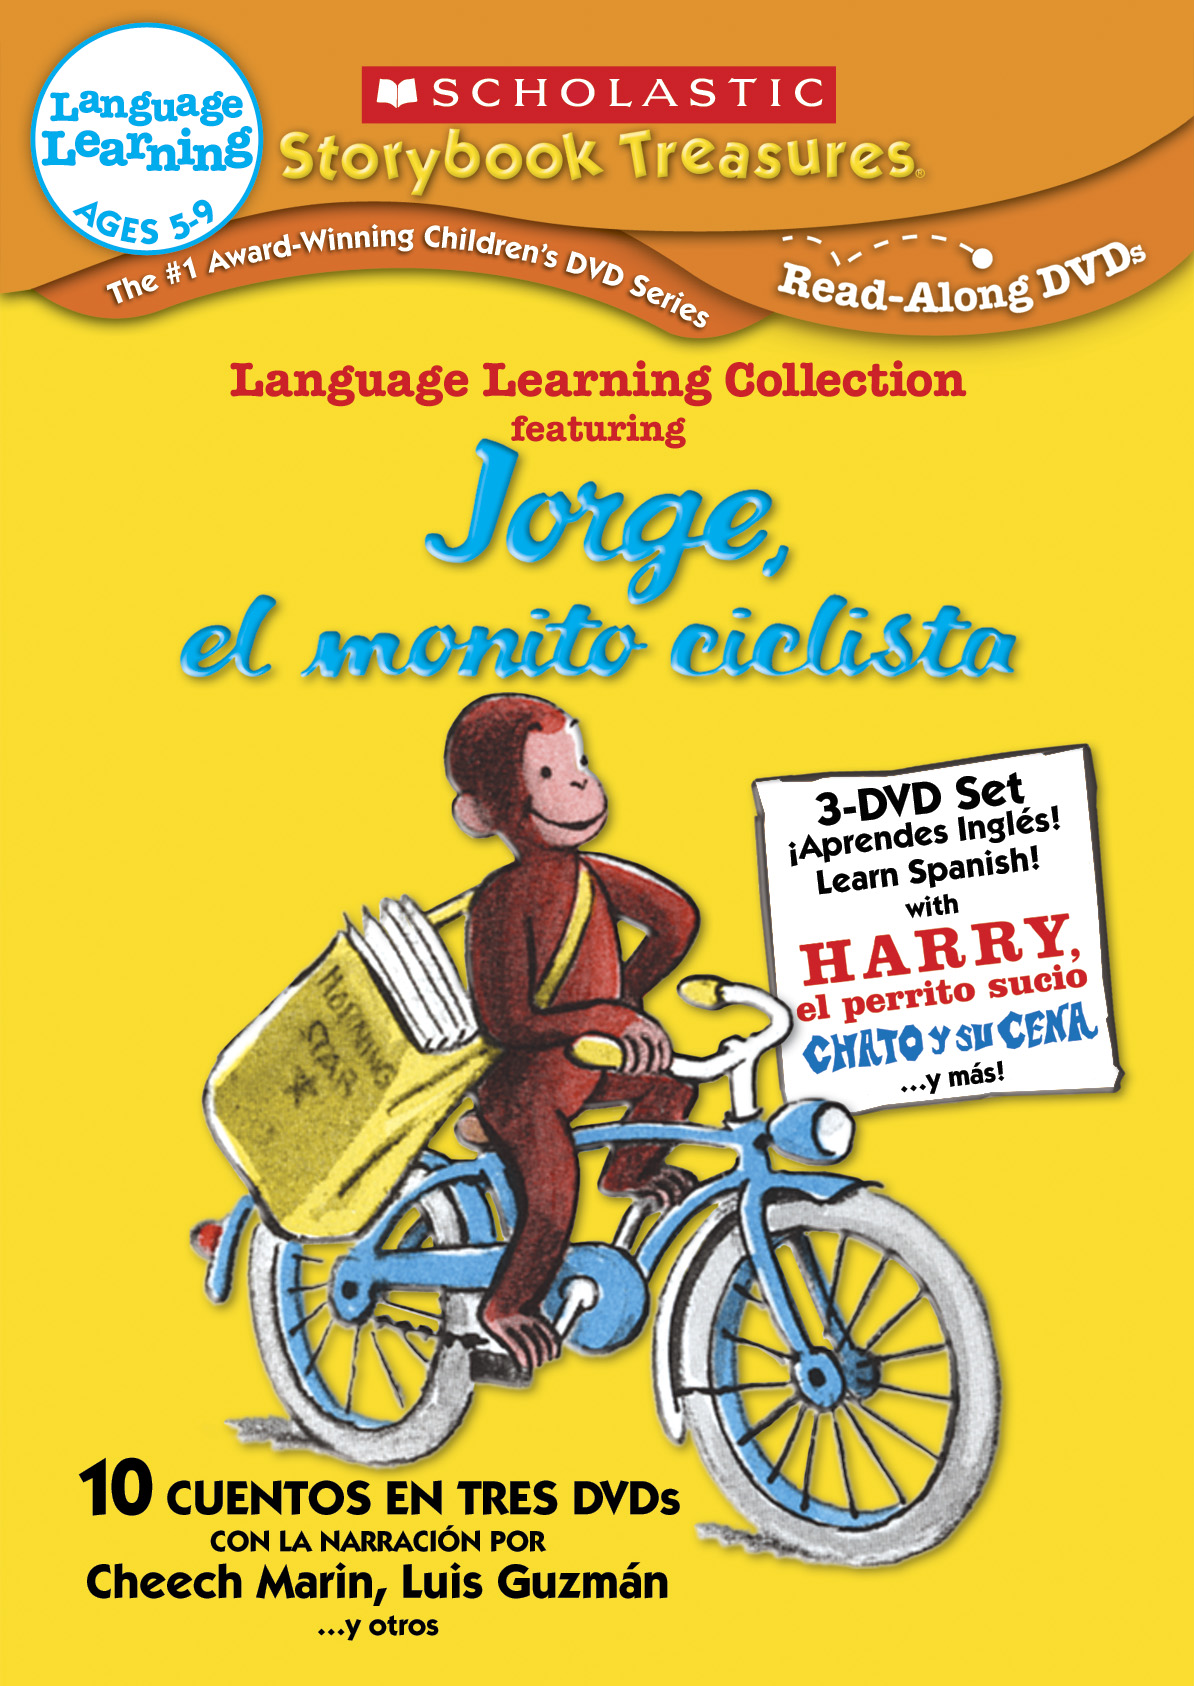 Language
Learning
AGES 5-9
SCHOLASTIC
Storybook Treasures®
The #1 Award-Winning Children's DVD Series
Read-Along DVDs
Language Learning Collection
featuring
Jorge,
el monito ciclista
3-DVD Set
¡Aprendes Inglés!
Learn Spanish!
with
HARRY,
el perrito sucio
CHATO Y SU CENA
...y más!
MORNING
STAR
10 CUENTOS EN TRES DVDs
CON LA NARRACIÓN POR
Cheech Marin, Luis Guzmán
...y otros